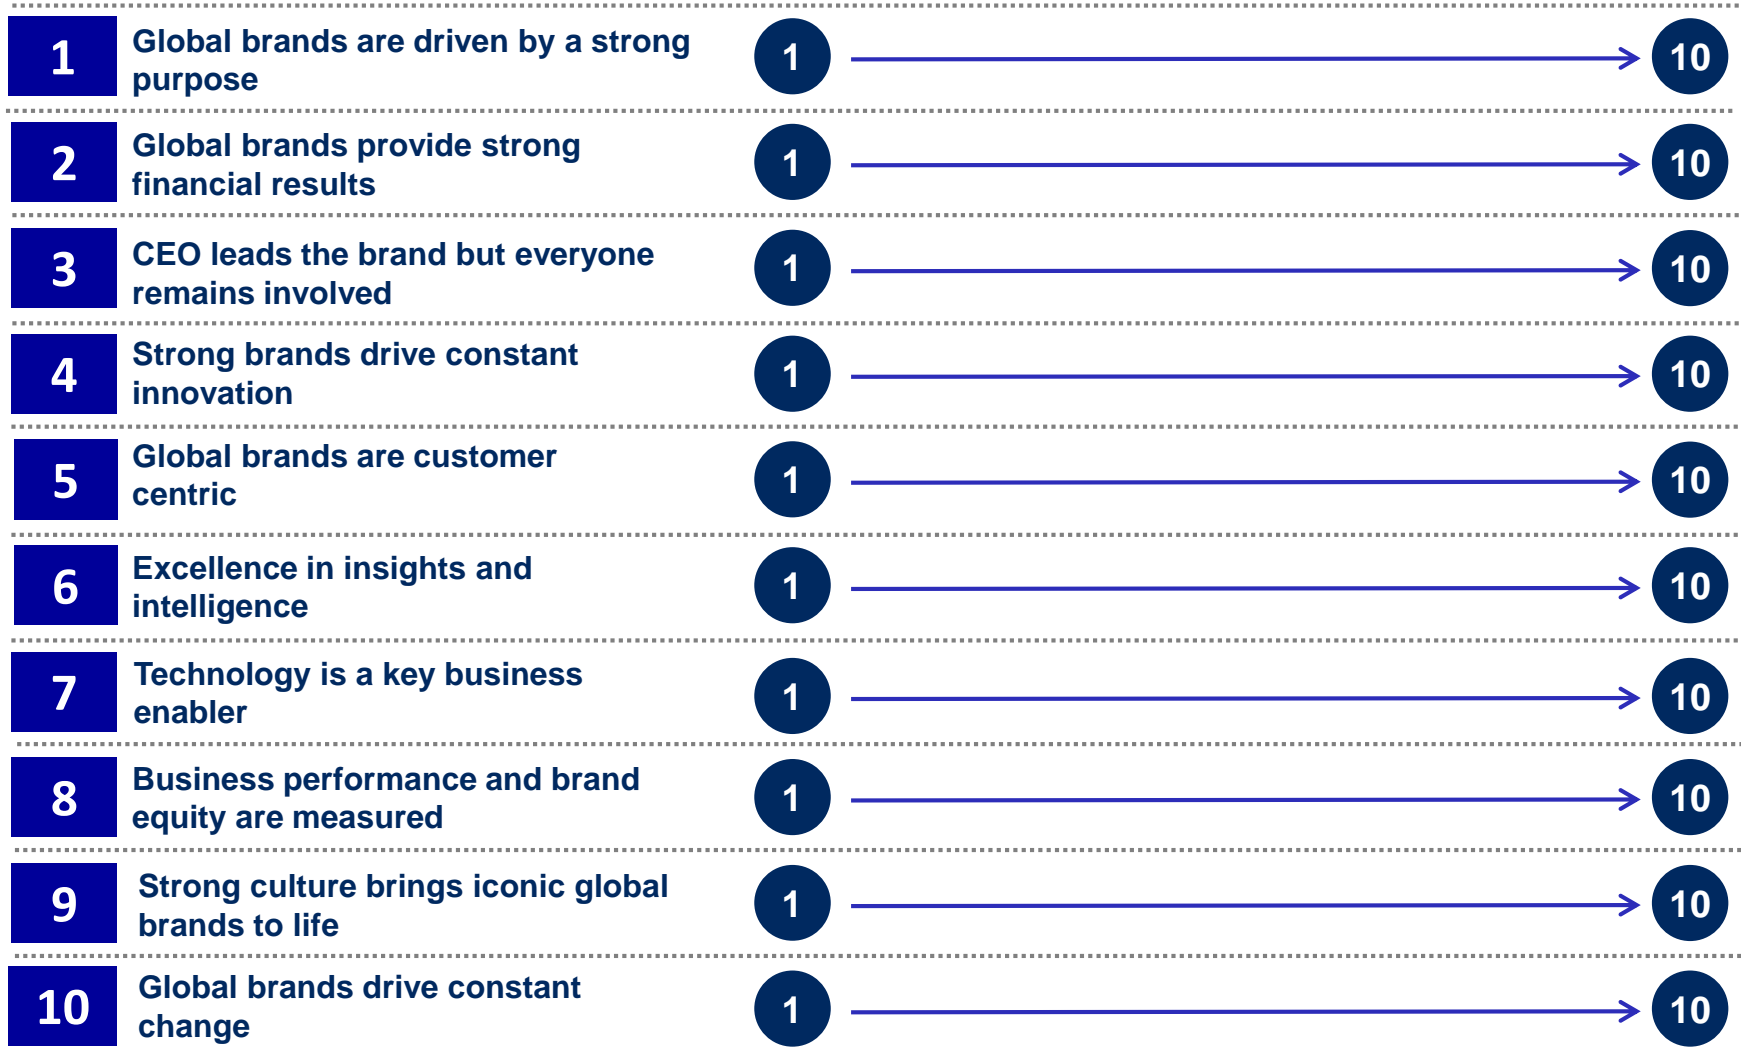 1
Global brands are driven by a strong
purpose
1
10
2
Global brands provide strong
financial results
1
10
3
CEO leads the brand but everyone
remains involved
1
10
4
Strong brands drive constant
innovation
1
10
5
Global brands are customer
centric
1
10
6
Excellence in insights and
intelligence
1
10
7
Technology is a key business
enabler
1
10
8
Business performance and brand
equity are measured
1
10
9
Strong culture brings iconic global
brands to life
1
10
10
Global brands drive constant
change
1
10